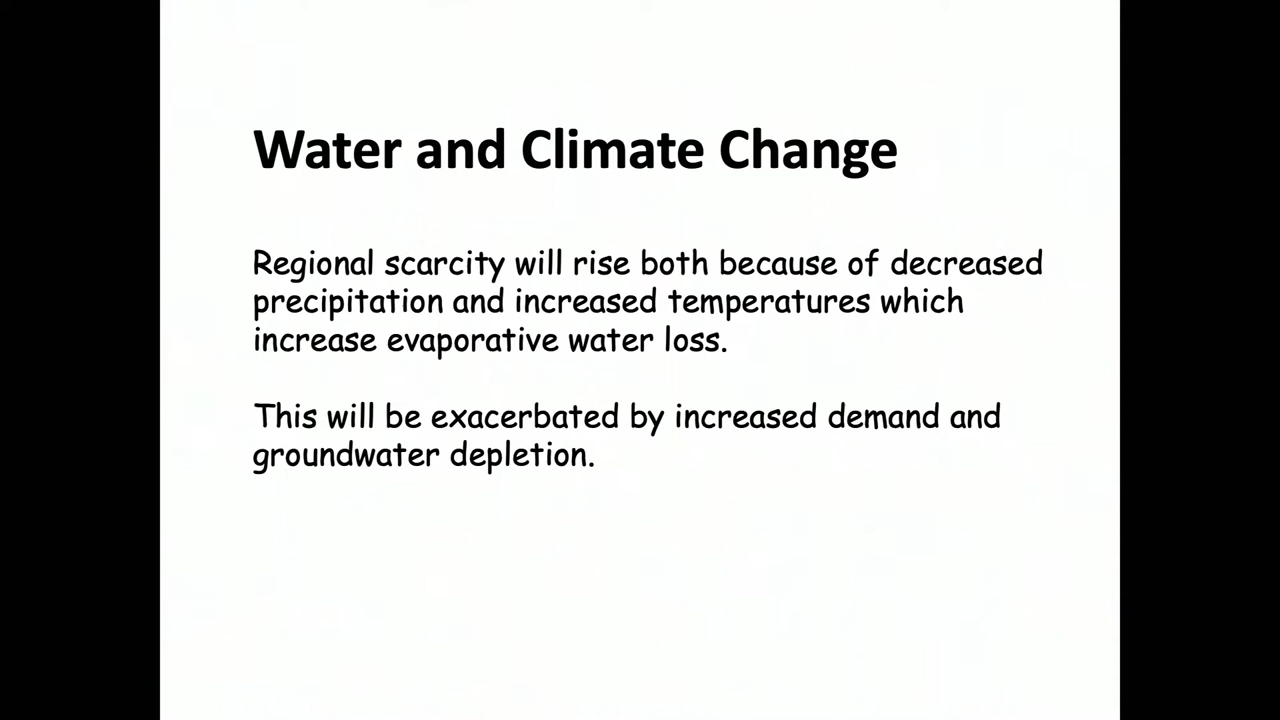 Water and Climate Change
Regional scarcity will rise both because of decreased
precipitation and increased temperatures which
increase evaporative water loss.
This will be exacerbated by increased demand and
groundwater depletion.